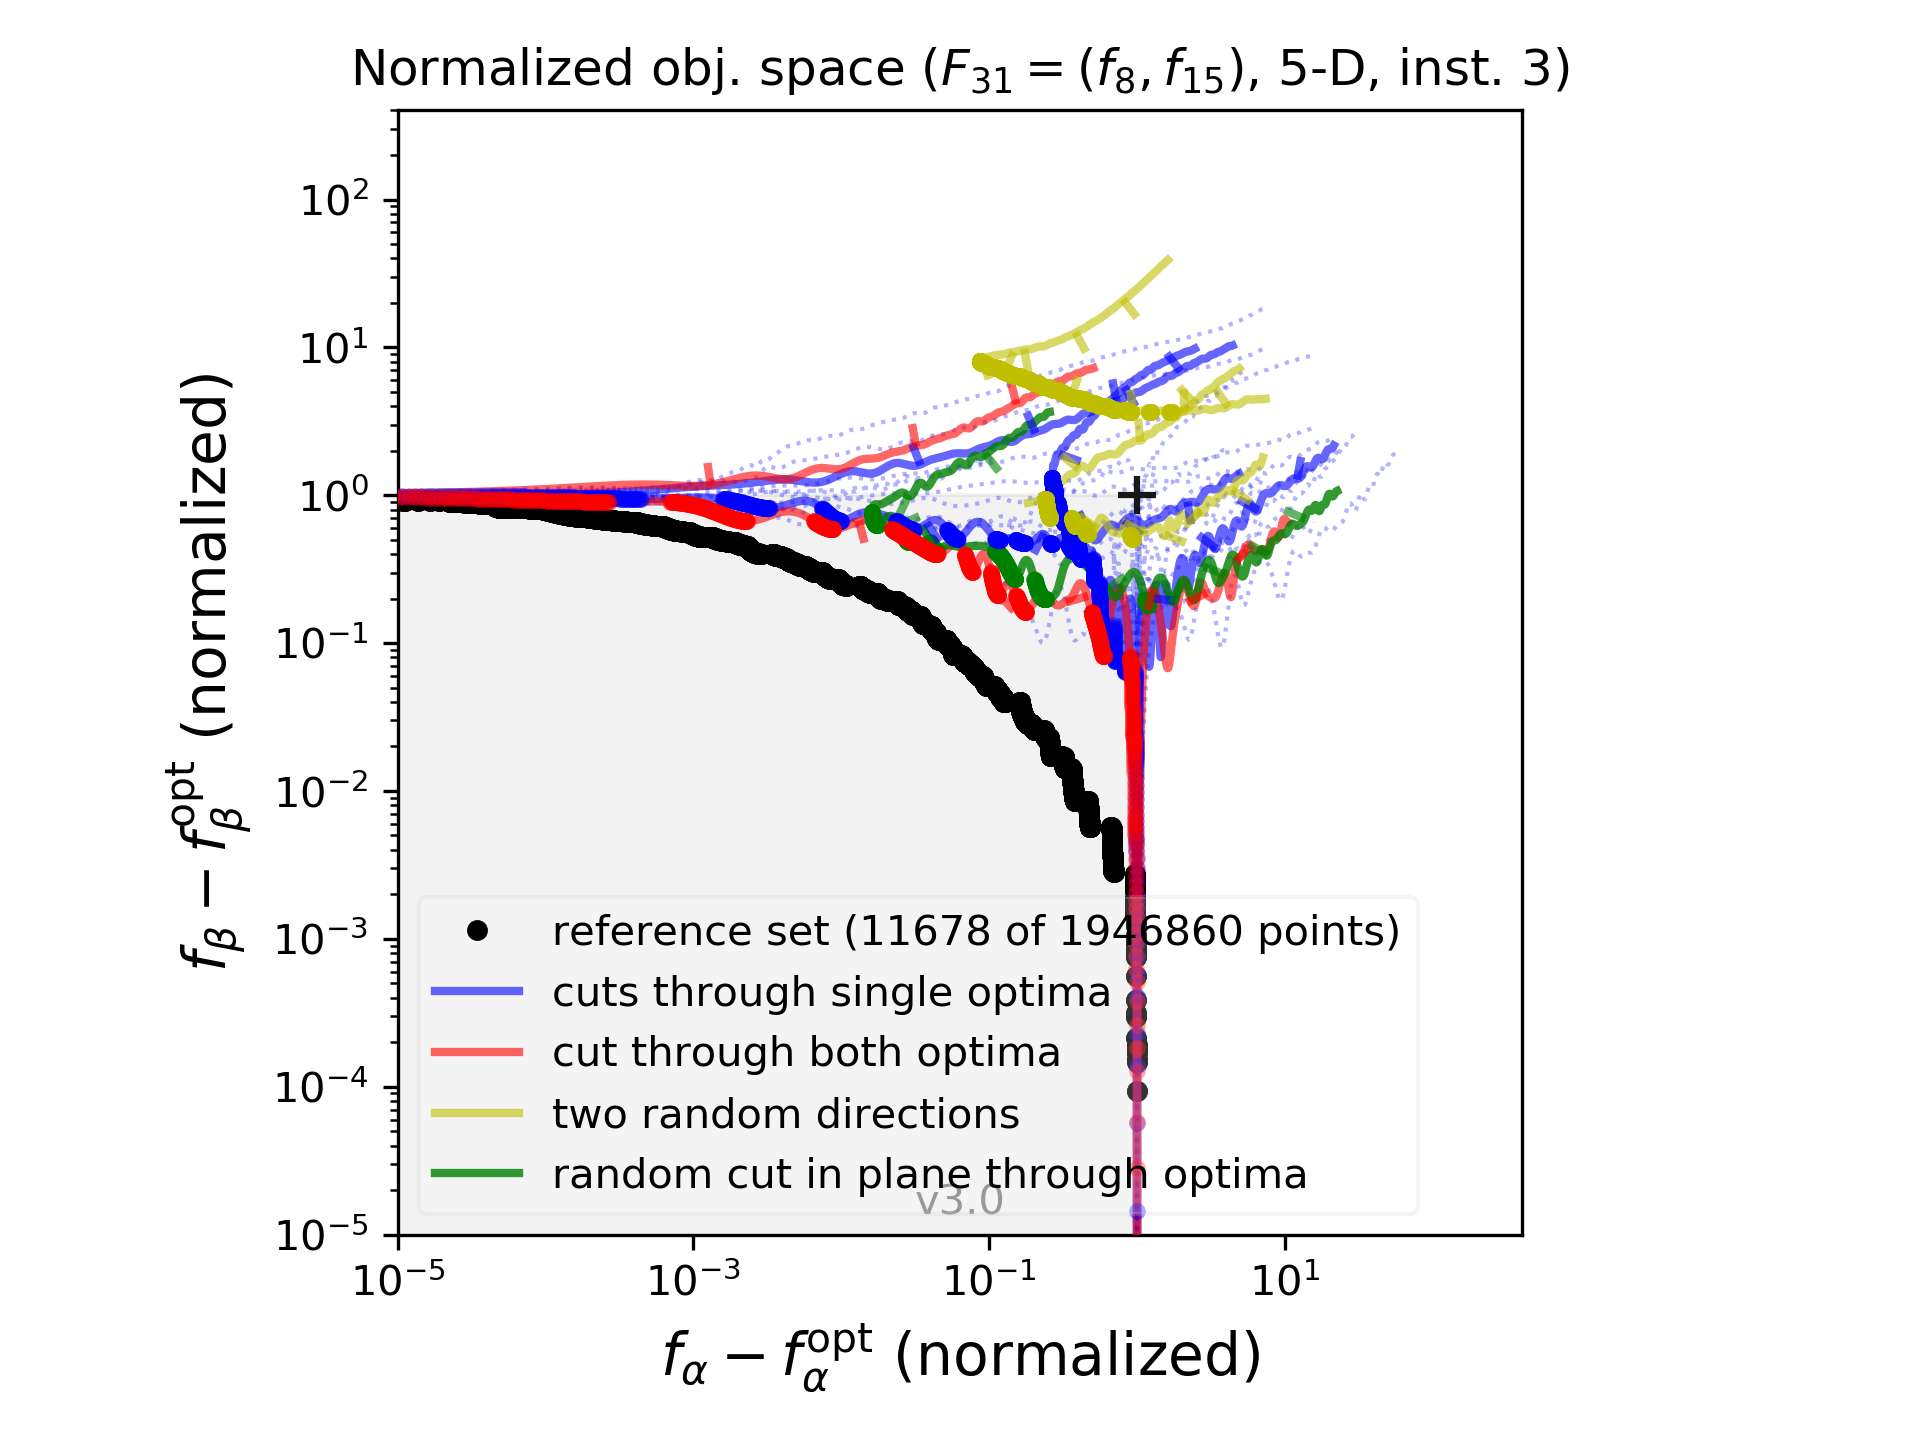 Normalized obj. space (F₃₁ = (f₈, f₁₅), 5-D, inst. 3)
10²
10¹
10⁰
10⁻¹
10⁻²
10⁻³
10⁻⁴
10⁻⁵
f_β − f_β^opt (normalized)
reference set (11678 of 1946860 points)
cuts through single optima
cut through both optima
two random directions
random cut in plane through optima
v3.0
10⁻⁵ 10⁻³ 10⁻¹ 10¹
f_α − f_α^opt (normalized)